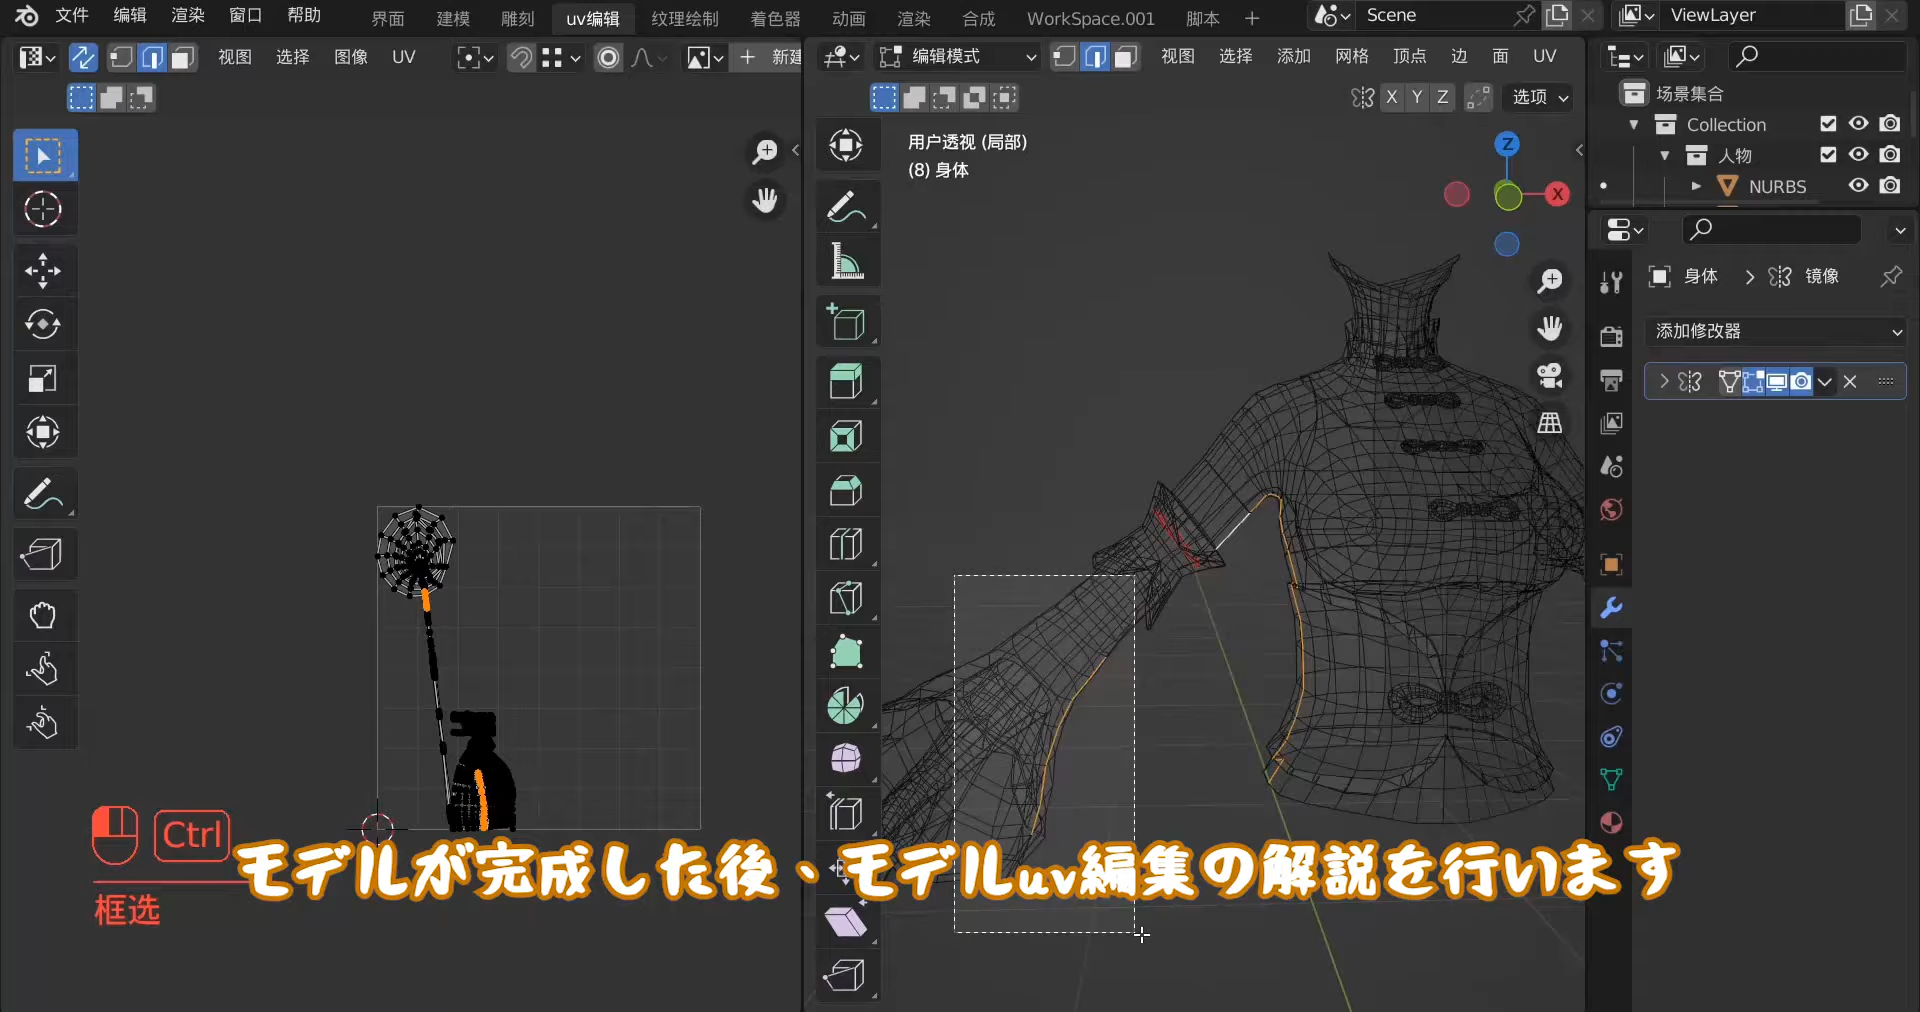 文件 编辑 渲染 窗口 帮助 界面 建模 雕刻 uv编辑 纹理绘制 着色器 动画 渲染 合成 WorkSpace.001 脚本 Scene ViewLayer
视图 选择 图像 UV 新建 编辑模式 视图 选择 添加 网格 顶点 边 面 UV
X Y Z 选项
场景集合
Collection
人物
NURBS
用户透视 (局部)
(8) 身体
Z
X
身体 镜像
添加修改器
Ctrl
框选
モデルが完成した後、モデルuv編集の解説を行います